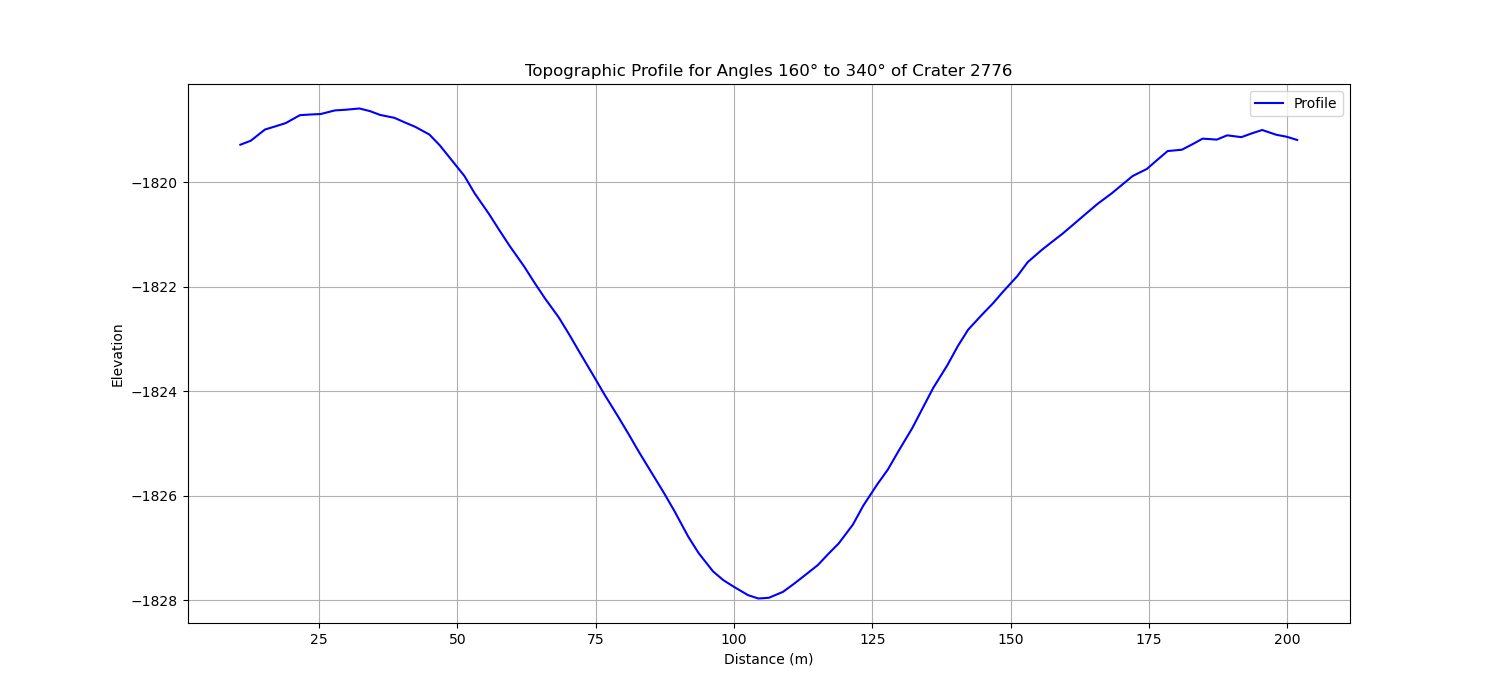 Topographic Profile for Angles 160° to 340° of Crater 2776
Profile
−1820
−1822
−1824
−1826
−1828
Elevation
25 50 75 100 125 150 175 200
Distance (m)